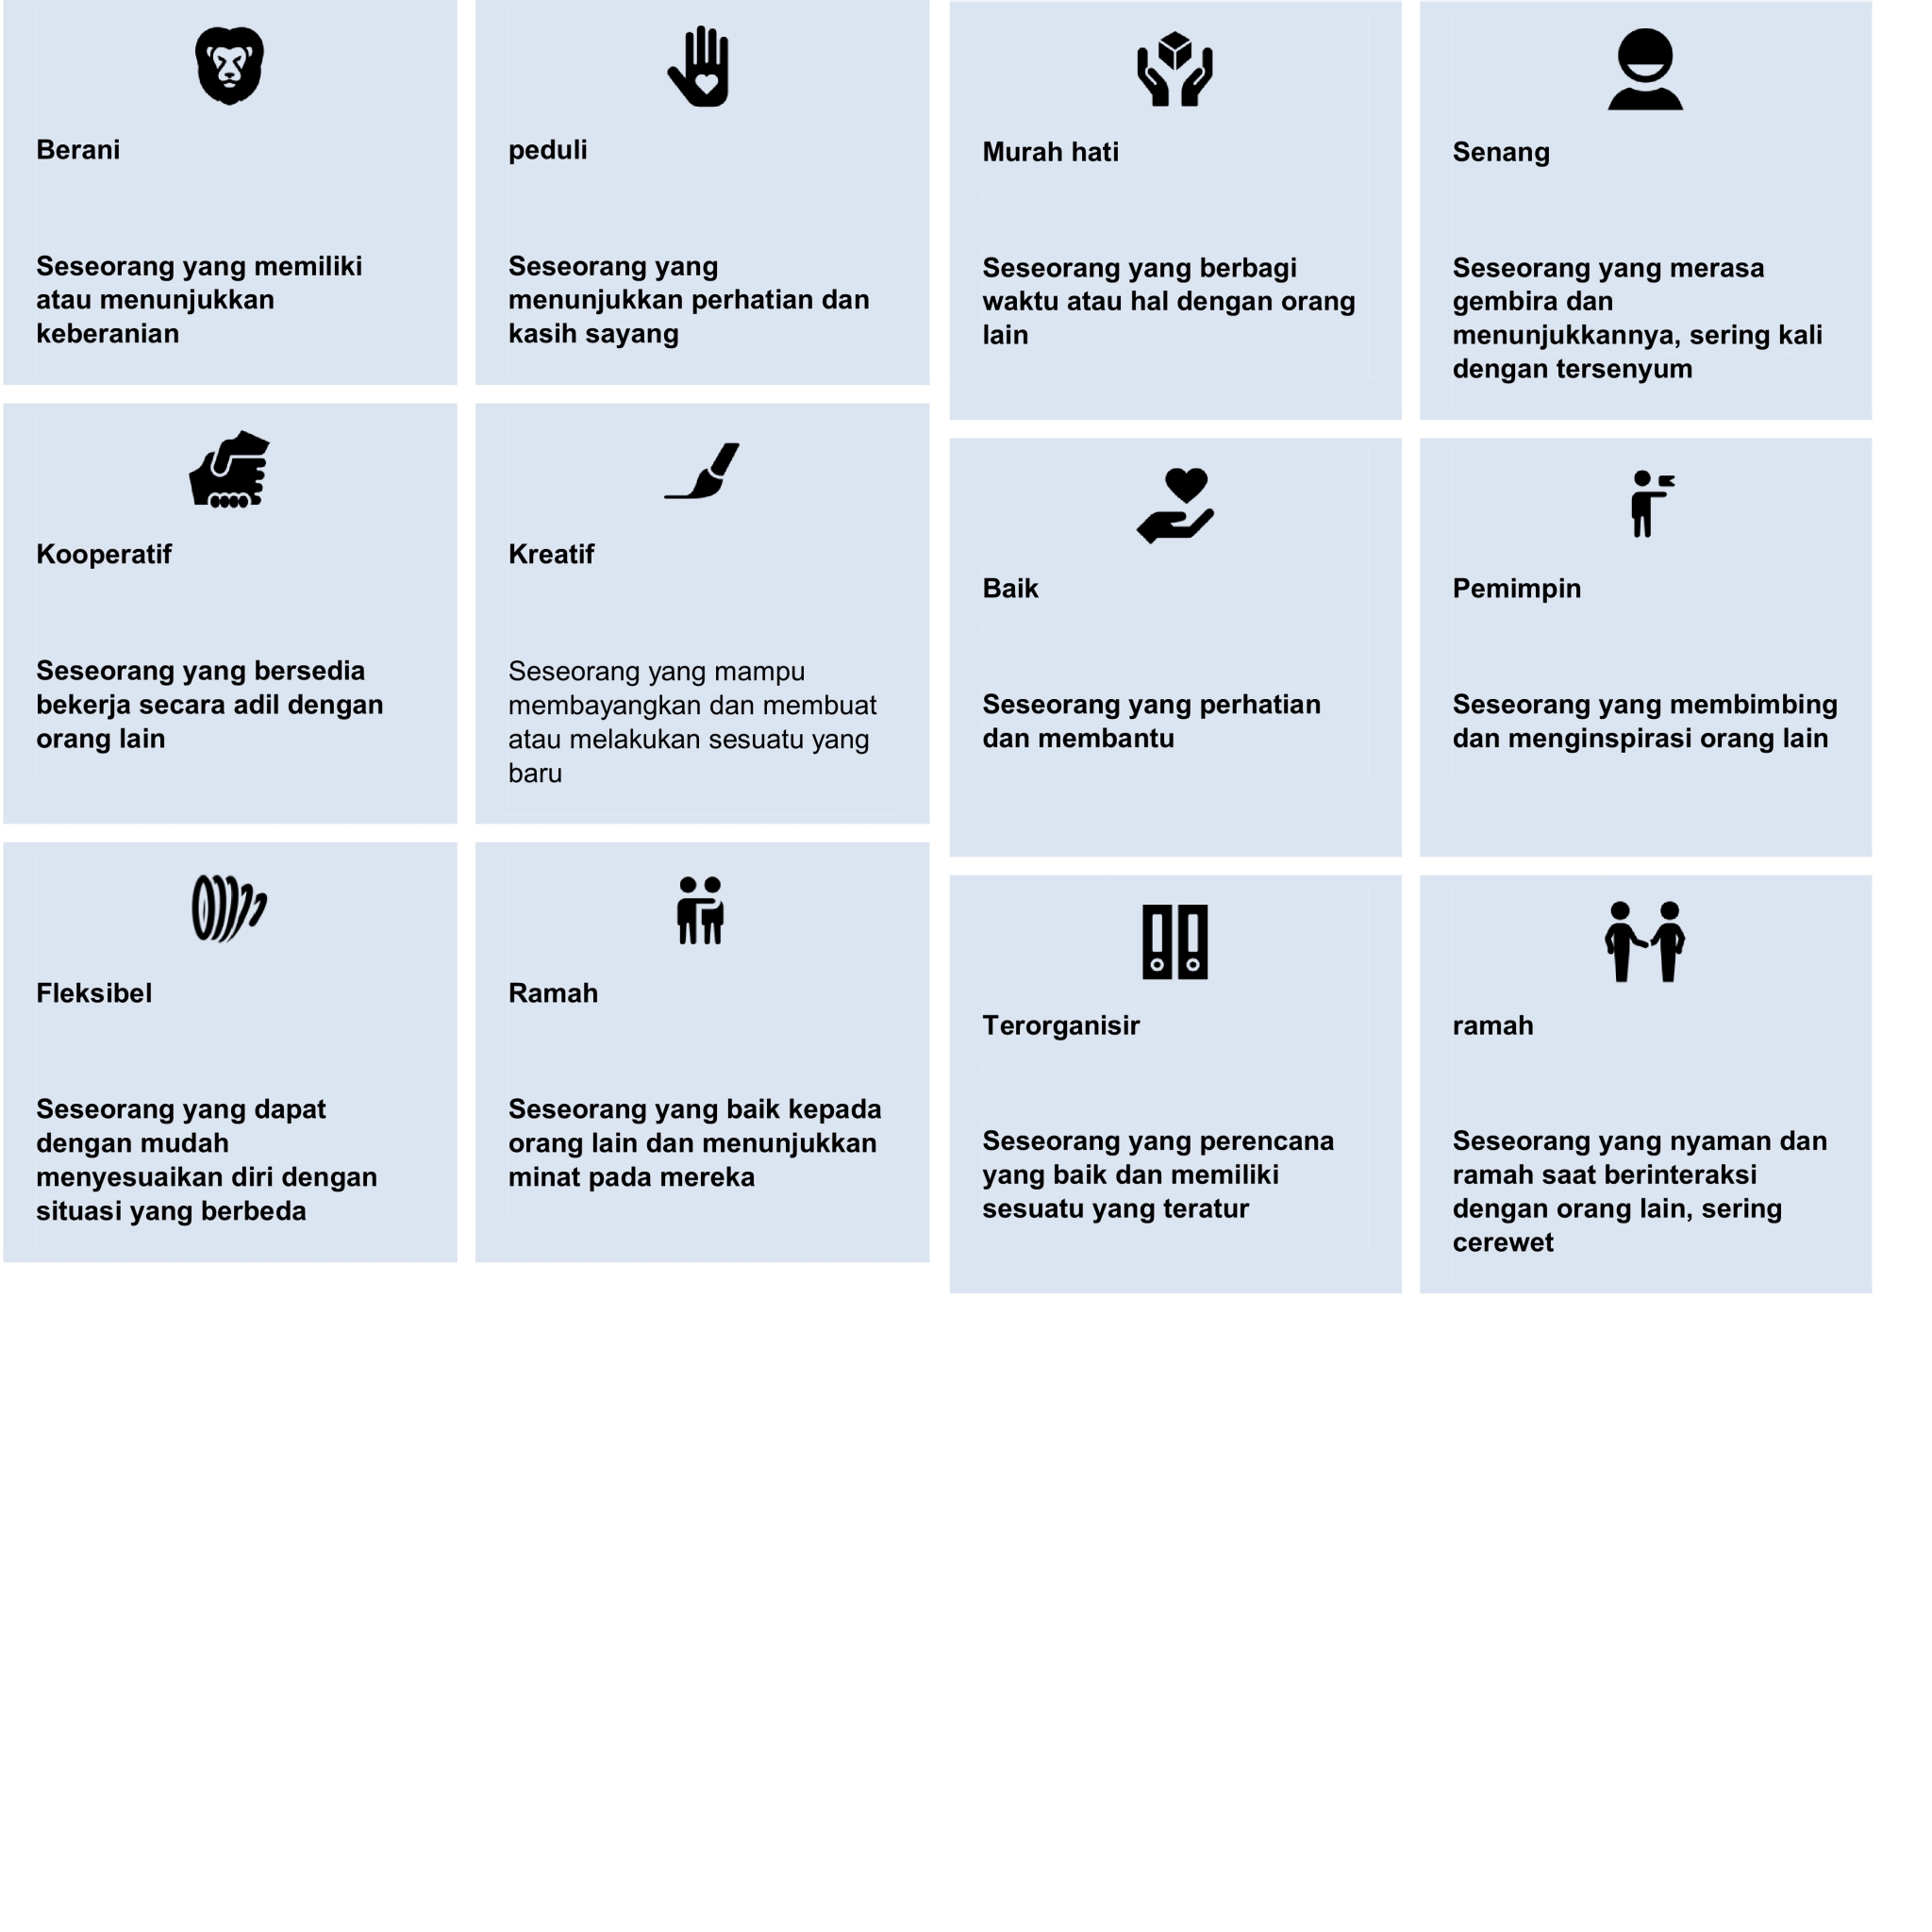 Berani
Seseorang yang memiliki
atau menunjukkan
keberanian
peduli
Seseorang yang
menunjukkan perhatian dan
kasih sayang
Murah hati
Seseorang yang berbagi
waktu atau hal dengan orang
lain
Senang
Seseorang yang merasa
gembira dan
menunjukkannya, sering kali
dengan tersenyum
Kooperatif
Seseorang yang bersedia
bekerja secara adil dengan
orang lain
Kreatif
Seseorang yang mampu
membayangkan dan membuat
atau melakukan sesuatu yang
baru
Baik
Seseorang yang perhatian
dan membantu
Pemimpin
Seseorang yang membimbing
dan menginspirasi orang lain
Fleksibel
Seseorang yang dapat
dengan mudah
menyesuaikan diri dengan
situasi yang berbeda
Ramah
Seseorang yang baik kepada
orang lain dan menunjukkan
minat pada mereka
Terorganisir
Seseorang yang perencana
yang baik dan memiliki
sesuatu yang teratur
ramah
Seseorang yang nyaman dan
ramah saat berinteraksi
dengan orang lain, sering
cerewet